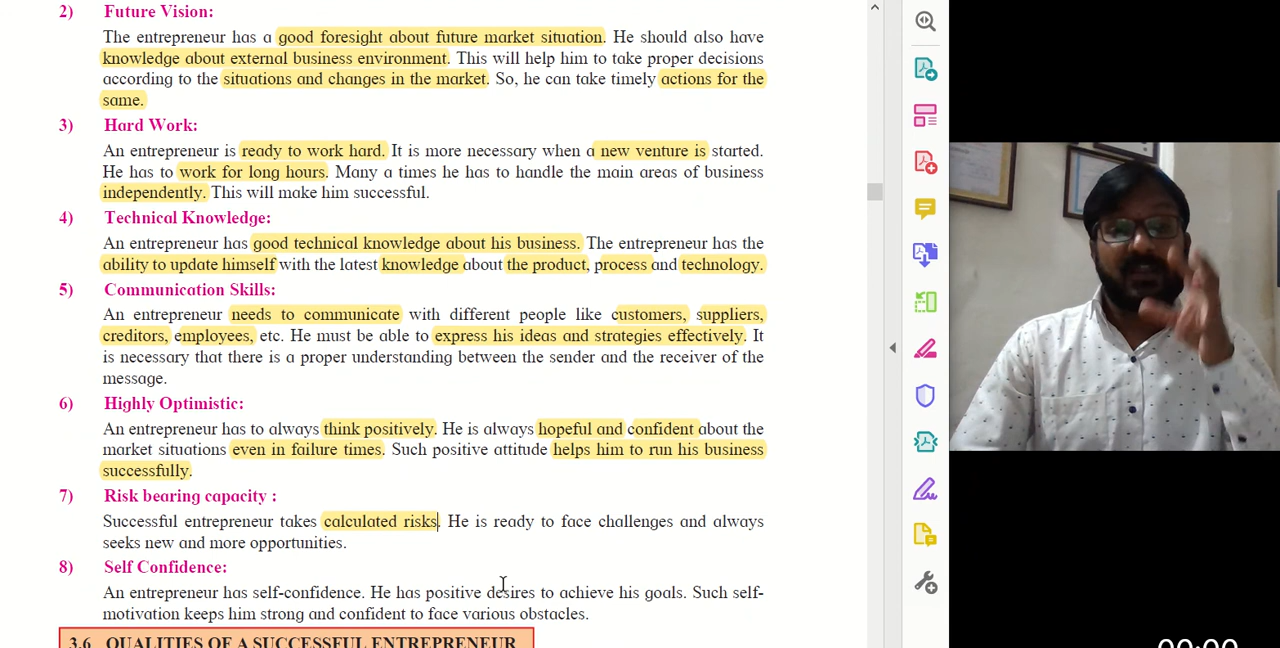 2) Future Vision:
The entrepreneur has a good foresight about future market situation. He should also have
knowledge about external business environment. This will help him to take proper decisions
according to the situations and changes in the market. So, he can take timely actions for the
same.
3) Hard Work:
An entrepreneur is ready to work hard. It is more necessary when a new venture is started.
He has to work for long hours. Many a times he has to handle the main areas of business
independently. This will make him successful.
4) Technical Knowledge:
An entrepreneur has good technical knowledge about his business. The entrepreneur has the
ability to update himself with the latest knowledge about the product, process and technology.
5) Communication Skills:
An entrepreneur needs to communicate with different people like customers, suppliers,
creditors, employees, etc. He must be able to express his ideas and strategies effectively. It
is necessary that there is a proper understanding between the sender and the receiver of the
message.
6) Highly Optimistic:
An entrepreneur has to always think positively. He is always hopeful and confident about the
market situations even in failure times. Such positive attitude helps him to run his business
successfully.
7) Risk bearing capacity :
Successful entrepreneur takes calculated risks. He is ready to face challenges and always
seeks new and more opportunities.
8) Self Confidence:
An entrepreneur has self-confidence. He has positive desires to achieve his goals. Such self-
motivation keeps him strong and confident to face various obstacles.
3.6 QUALITIES OF A SUCCESSFUL ENTREPRENEUR
00:00